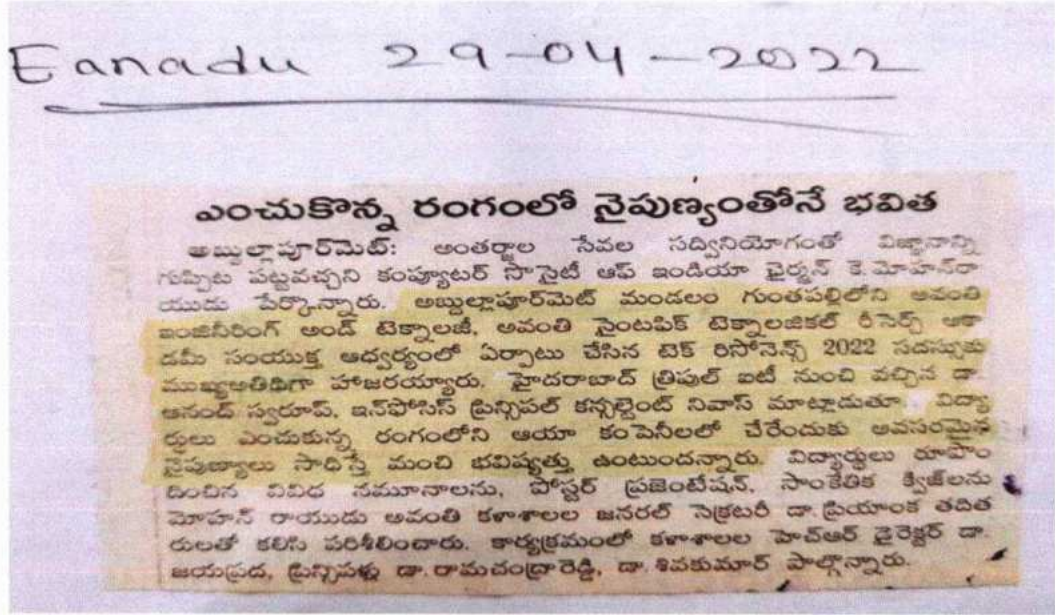 Eanadu 29-04-2022
ఎంచుకొన్న రంగంలో నైపుణ్యంతోనే భవిత
అబ్దుల్లాపూర్‌మెట్: అంతర్జాల సేవల సద్వినియోగంతో విజ్ఞానాన్ని
గుప్పిట పట్టవచ్చని కంప్యూటర్ సొసైటీ ఆఫ్ ఇండియా ఛైర్మన్ కె.మోహన్‌రా
యుడు పేర్కొన్నారు. అబ్దుల్లాపూర్‌మెట్ మండలం గుంతపల్లిలోని అవంతి
ఇంజినీరింగ్ అండ్ టెక్నాలజీ, అవంతి సైంటఫిక్ టెక్నాలజికల్ రీసెర్చ్ అకా
డమీ సంయుక్త ఆధ్వర్యంలో ఏర్పాటు చేసిన టెక్ రిసోనెన్స్ 2022 సదస్సుకు
ముఖ్యఅతిథిగా హాజరయ్యారు. హైదరాబాద్ త్రిపుల్ ఐటీ నుంచి వచ్చిన డా.
ఆనంద్ స్వరూప్, ఇన్‌ఫోసిస్ ప్రిన్సిపల్ కన్సల్టెంట్ నివాస్ మాట్లాడుతూ.. విద్యా
ర్థులు ఎంచుకున్న రంగంలోని ఆయా కంపెనీలలో చేరేందుకు అవసరమైన
నైపుణ్యాలు సాధిస్తే మంచి భవిష్యత్తు ఉంటుందన్నారు. విద్యార్థులు రూపొం
దించిన వివిధ నమూనాలను, పోస్టర్ ప్రజెంటేషన్, సాంకేతిక క్విజ్‌లను
మోహన్ రాయుడు అవంతి కళాశాలల జనరల్ సెక్రటరీ డా.ప్రియాంక తదిత
రులతో కలిసి పరిశీలించారు. కార్యక్రమంలో కళాశాలల హెచ్ఆర్ డైరెక్టర్ డా.
జయప్రద, ప్రిన్సిపళ్లు డా.రామచంద్రారెడ్డి, డా.శివకుమార్ పాల్గొన్నారు.